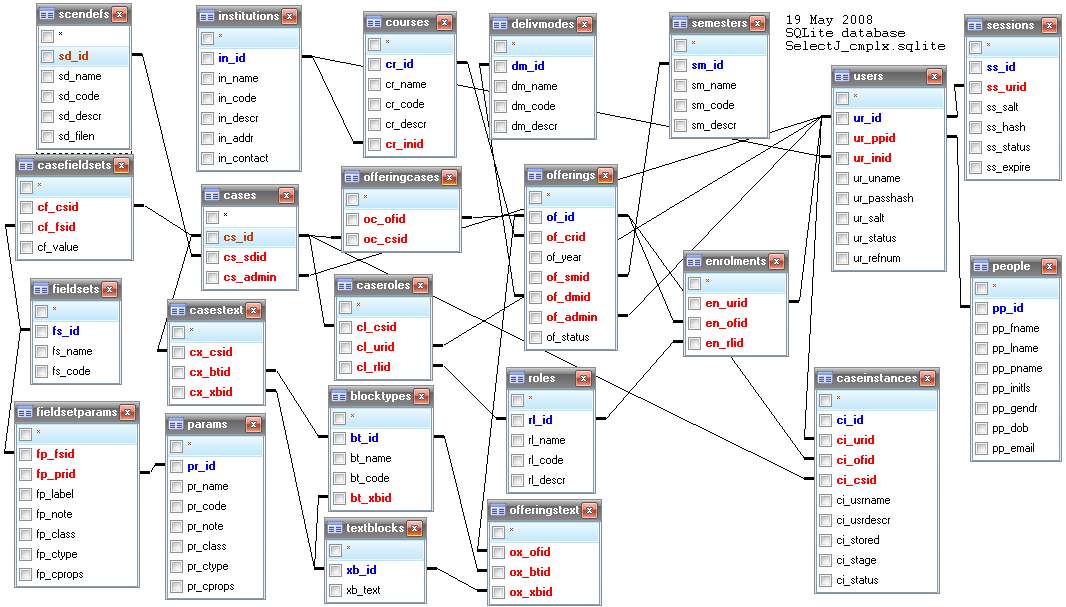 scendefs
*
sd_id
sd_name
sd_code
sd_descr
sd_filen
institutions
*
in_id
in_name
in_code
in_descr
in_addr
in_contact
courses
*
cr_id
cr_name
cr_code
cr_descr
cr_inid
delivmodes
*
dm_id
dm_name
dm_code
dm_descr
semesters
*
sm_id
sm_name
sm_code
sm_descr
19 May 2008
SQLite database
SelectJ_cmplx.sqlite
users
*
ur_id
ur_ppid
ur_inid
ur_uname
ur_passhash
ur_salt
ur_status
ur_refnum
sessions
*
ss_id
ss_urid
ss_salt
ss_hash
ss_status
ss_expire
casefieldsets
*
cf_csid
cf_fsid
cf_value
cases
*
cs_id
cs_sdid
cs_admin
offeringcases
*
oc_ofid
oc_csid
offerings
*
of_id
of_crid
of_year
of_smid
of_dmid
of_admin
of_status
enrolments
*
en_urid
en_ofid
en_rlid
people
*
pp_id
pp_fname
pp_lname
pp_pname
pp_initls
pp_gendr
pp_dob
pp_email
fieldsets
*
fs_id
fs_name
fs_code
casestext
*
cx_csid
cx_btid
cx_xbid
caseroles
*
cl_csid
cl_urid
cl_rlid
roles
*
rl_id
rl_name
rl_code
rl_descr
caseinstances
*
ci_id
ci_urid
ci_ofid
ci_csid
ci_usrname
ci_usrdescr
ci_stored
ci_stage
ci_status
fieldsetparams
*
fp_fsid
fp_prid
fp_label
fp_note
fp_class
fp_ctype
fp_cprops
params
*
pr_id
pr_name
pr_code
pr_note
pr_class
pr_ctype
pr_cprops
blocktypes
*
bt_id
bt_name
bt_code
bt_xbid
textblocks
*
xb_id
xb_text
offeringstext
*
ox_ofid
ox_btid
ox_xbid